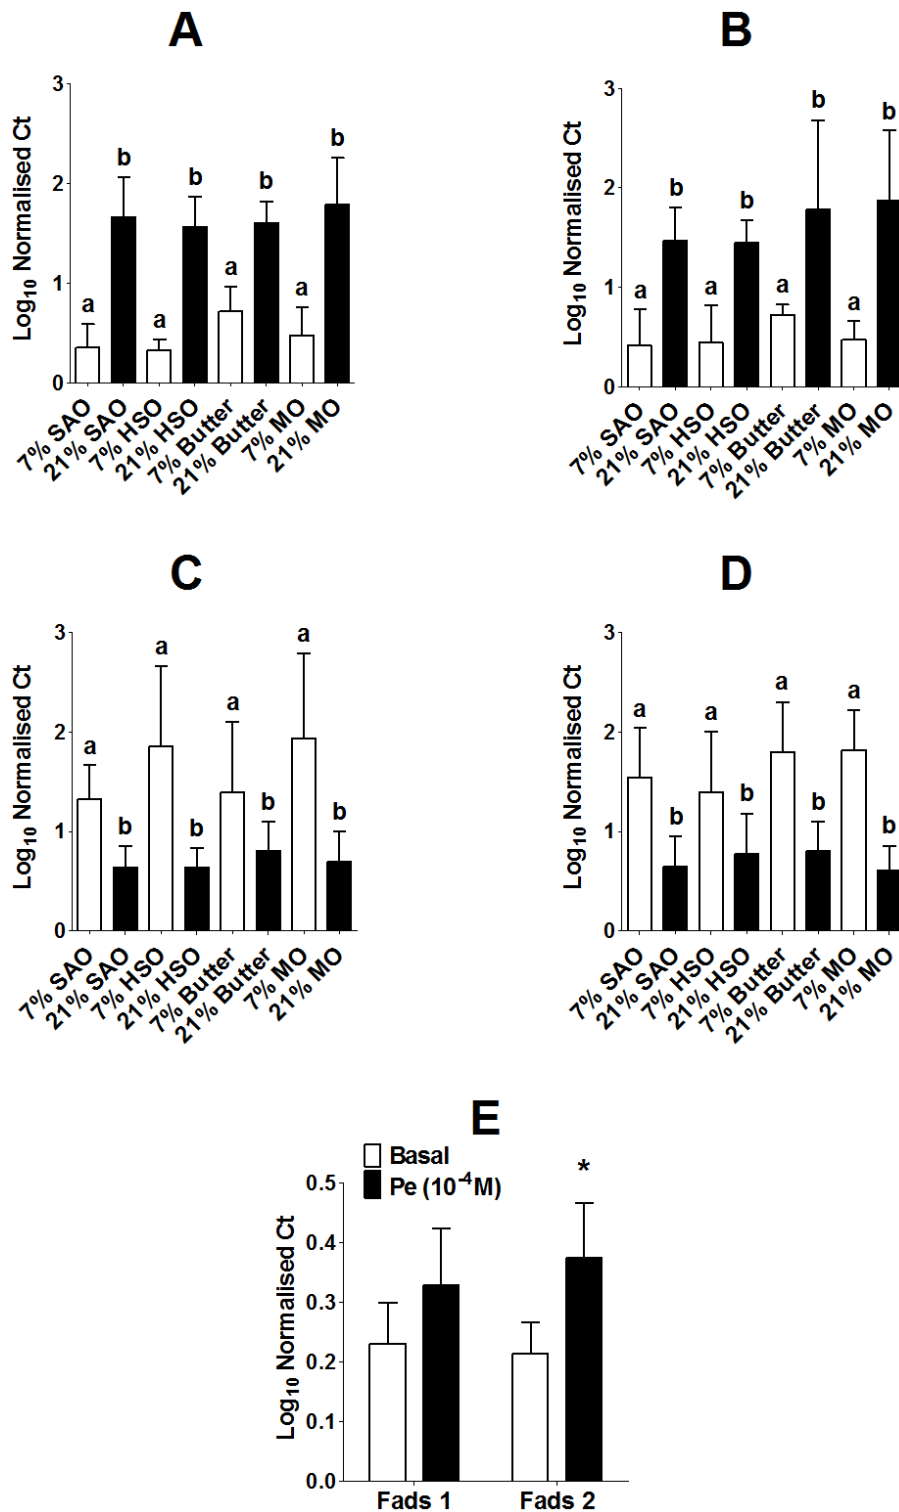 A
Log10 Normalised Ct
3
2
1
0
a
b
a
b
a
b
a
b
7% SAO
21% SAO
7% HSO
21% HSO
7% Butter
21% Butter
7% MO
21% MO
B
Log10 Normalised Ct
3
2
1
0
a
b
a
b
a
b
a
b
7% SAO
21% SAO
7% HSO
21% HSO
7% Butter
21% Butter
7% MO
21% MO
C
Log10 Normalised Ct
3
2
1
0
a
b
a
b
a
b
a
b
7% SAO
21% SAO
7% HSO
21% HSO
7% Butter
21% Butter
7% MO
21% MO
D
Log10 Normalised Ct
3
2
1
0
a
b
a
b
a
b
a
b
7% SAO
21% SAO
7% HSO
21% HSO
7% Butter
21% Butter
7% MO
21% MO
E
Basal
Pe (10⁻⁴M)
*
Log10 Normalised Ct
0.5
0.4
0.3
0.2
0.1
0.0
Fads 1
Fads 2